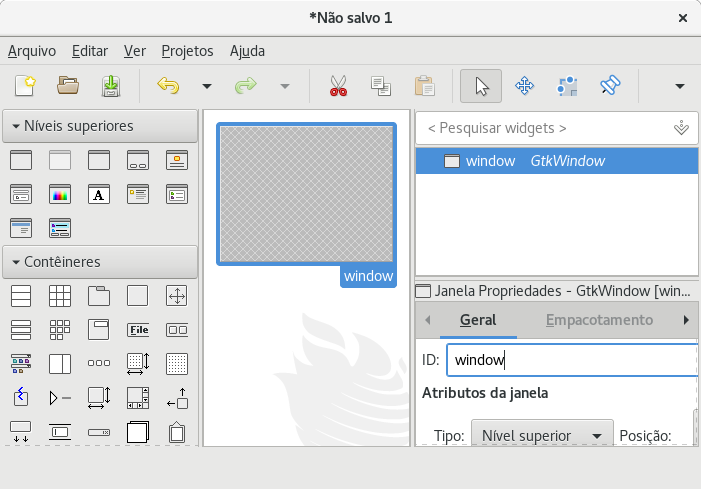 *Não salvo 1
Arquivo Editar Ver Projetos Ajuda
Níveis superiores
A
Contêineres
File
window
< Pesquisar widgets >
window GtkWindow
Janela Propriedades - GtkWindow [win...
Geral Empacotamento
ID: window
Atributos da janela
Tipo: Nível superior Posição: